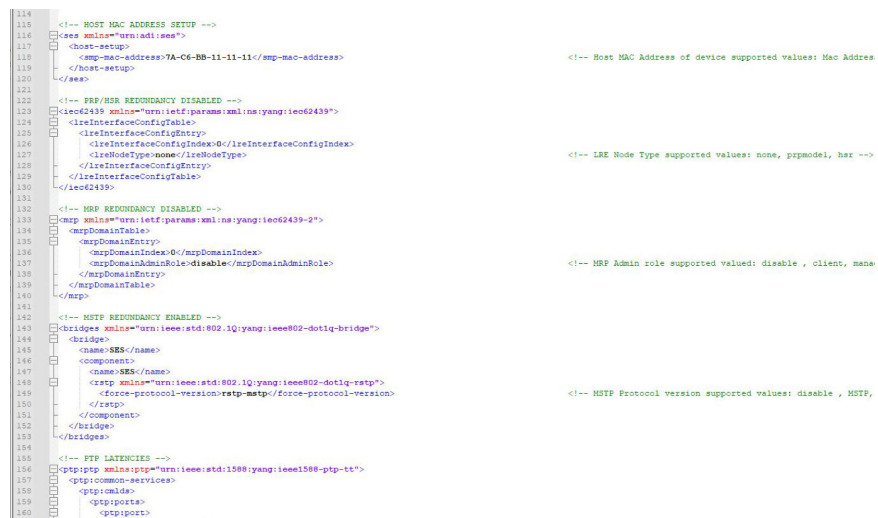 114
115 <!-- HOST MAC ADDRESS SETUP -->
116 <ses xmlns="urn:adi:ses">
117 <host-setup>
118 <smp-mac-address>7A-C6-BB-11-11-11</smp-mac-address> <!-- Host MAC Address of device supported values: Mac Addres
119 </host-setup>
120 </ses>
121
122 <!-- PRP/HSR REDUNDANCY DISABLED -->
123 <iec62439 xmlns="urn:ietf:params:xml:ns:yang:iec62439">
124 <lreInterfaceConfigTable>
125 <lreInterfaceConfigEntry>
126 <lreInterfaceConfigIndex>0</lreInterfaceConfigIndex>
127 <lreNodeType>none</lreNodeType> <!-- LRE Node Type supported values: none, prpmode1, hsr -->
128 </lreInterfaceConfigEntry>
129 </lreInterfaceConfigTable>
130 </iec62439>
131
132 <!-- MRP REDUNDANCY DISABLED -->
133 <mrp xmlns="urn:ietf:params:xml:ns:yang:iec62439-2">
134 <mrpDomainTable>
135 <mrpDomainEntry>
136 <mrpDomainIndex>0</mrpDomainIndex>
137 <mrpDomainAdminRole>disable</mrpDomainAdminRole> <!-- MRP Admin role supported valued: disable , client, mana
138 </mrpDomainEntry>
139 </mrpDomainTable>
140 </mrp>
141
142 <!-- MSTP REDUNDANCY ENABLED -->
143 <bridges xmlns="urn:ieee:std:802.1Q:yang:ieee802-dot1q-bridge">
144 <bridge>
145 <name>SES</name>
146 <component>
147 <name>SES</name>
148 <rstp xmlns="urn:ieee:std:802.1Q:yang:ieee802-dot1q-rstp">
149 <force-protocol-version>rstp-mstp</force-protocol-version> <!-- MSTP Protocol version supported values: disable , MSTP,
150 </rstp>
151 </component>
152 </bridge>
153 </bridges>
154
155 <!-- PTP LATENCIES -->
156 <ptp:ptp xmlns:ptp="urn:ieee:std:1588:yang:ieee1588-ptp-tt">
157 <ptp:common-services>
158 <ptp:cmlds>
159 <ptp:ports>
160 <ptp:port>